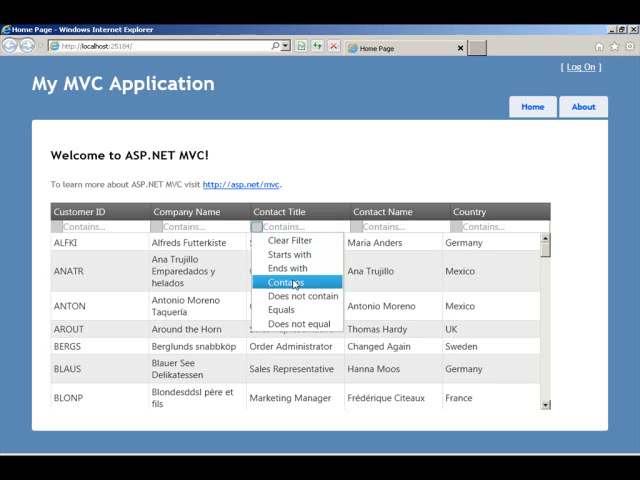 Home Page - Windows Internet Explorer
http://localhost:25184/
Home Page
[ Log On ]
My MVC Application
Home About
Welcome to ASP.NET MVC!
To learn more about ASP.NET MVC visit http://asp.net/mvc.
Customer ID Company Name Contact Title Contact Name Country
Contains... Contains... Contains... Contains... Contains...
Clear Filter
Starts with
Ends with
Contains
Does not contain
Equals
Does not equal
ALFKI Alfreds Futterkiste Maria Anders Germany
ANATR Ana Trujillo Emparedados y helados Ana Trujillo Mexico
ANTON Antonio Moreno Taquería Antonio Moreno Mexico
AROUT Around the Horn Thomas Hardy UK
BERGS Berglunds snabbköp Order Administrator Changed Again Sweden
BLAUS Blauer See Delikatessen Sales Representative Hanna Moos Germany
BLONP Blondesddsl père et fils Marketing Manager Frédérique Citeaux France